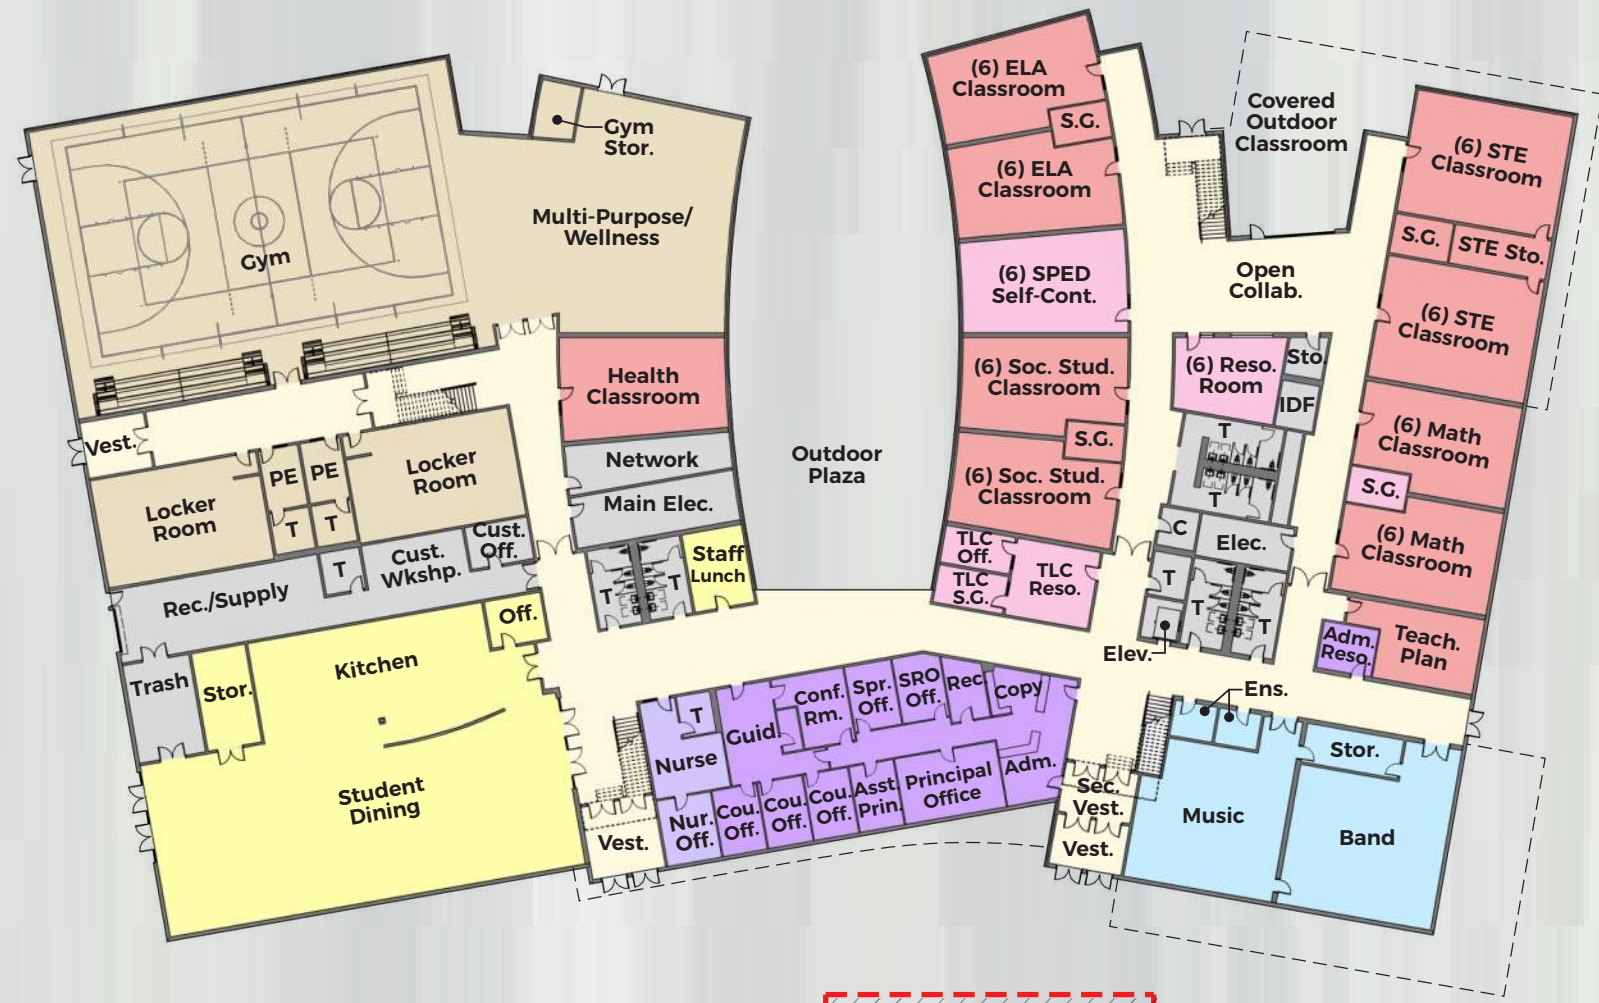 Gym
Stor.
Multi-Purpose/
Wellness
Gym
Health
Classroom
Network
Main Elec.
Vest.
Locker
Room
PE
PE
T
T
Locker
Room
Cust.
Off.
Cust.
Wkshp.
T
Rec./Supply
T
T
Staff
Lunch
Off.
Kitchen
Trash
Stor.
Student
Dining
Outdoor
Plaza
(6) ELA
Classroom
S.G.
(6) ELA
Classroom
(6) SPED
Self-Cont.
(6) Soc. Stud.
Classroom
S.G.
(6) Soc. Stud.
Classroom
TLC
Off.
TLC
S.G.
TLC
Reso.
Covered
Outdoor
Classroom
Open
Collab.
(6) Reso.
Room
Sto.
IDF
T
T
C
Elec.
T
T
T
Elev.
(6) STE
Classroom
S.G.
STE Sto.
(6) STE
Classroom
(6) Math
Classroom
S.G.
(6) Math
Classroom
Adm.
Reso.
Teach.
Plan
Ens.
Stor.
Music
Band
Sec.
Vest.
Vest.
T
Nurse
Nur.
Off.
Vest.
Guid.
Conf.
Rm.
Spr.
Off.
SRO
Off.
Rec.
Copy
Cou.
Off.
Cou.
Off.
Cou.
Off.
Asst.
Prin.
Principal
Office
Adm.